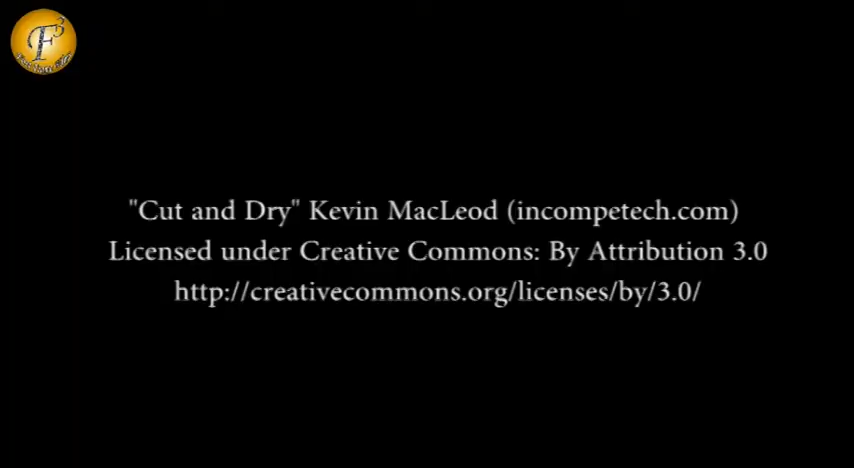 F3
"Cut and Dry" Kevin MacLeod (incompetech.com)
Licensed under Creative Commons: By Attribution 3.0
http://creativecommons.org/licenses/by/3.0/